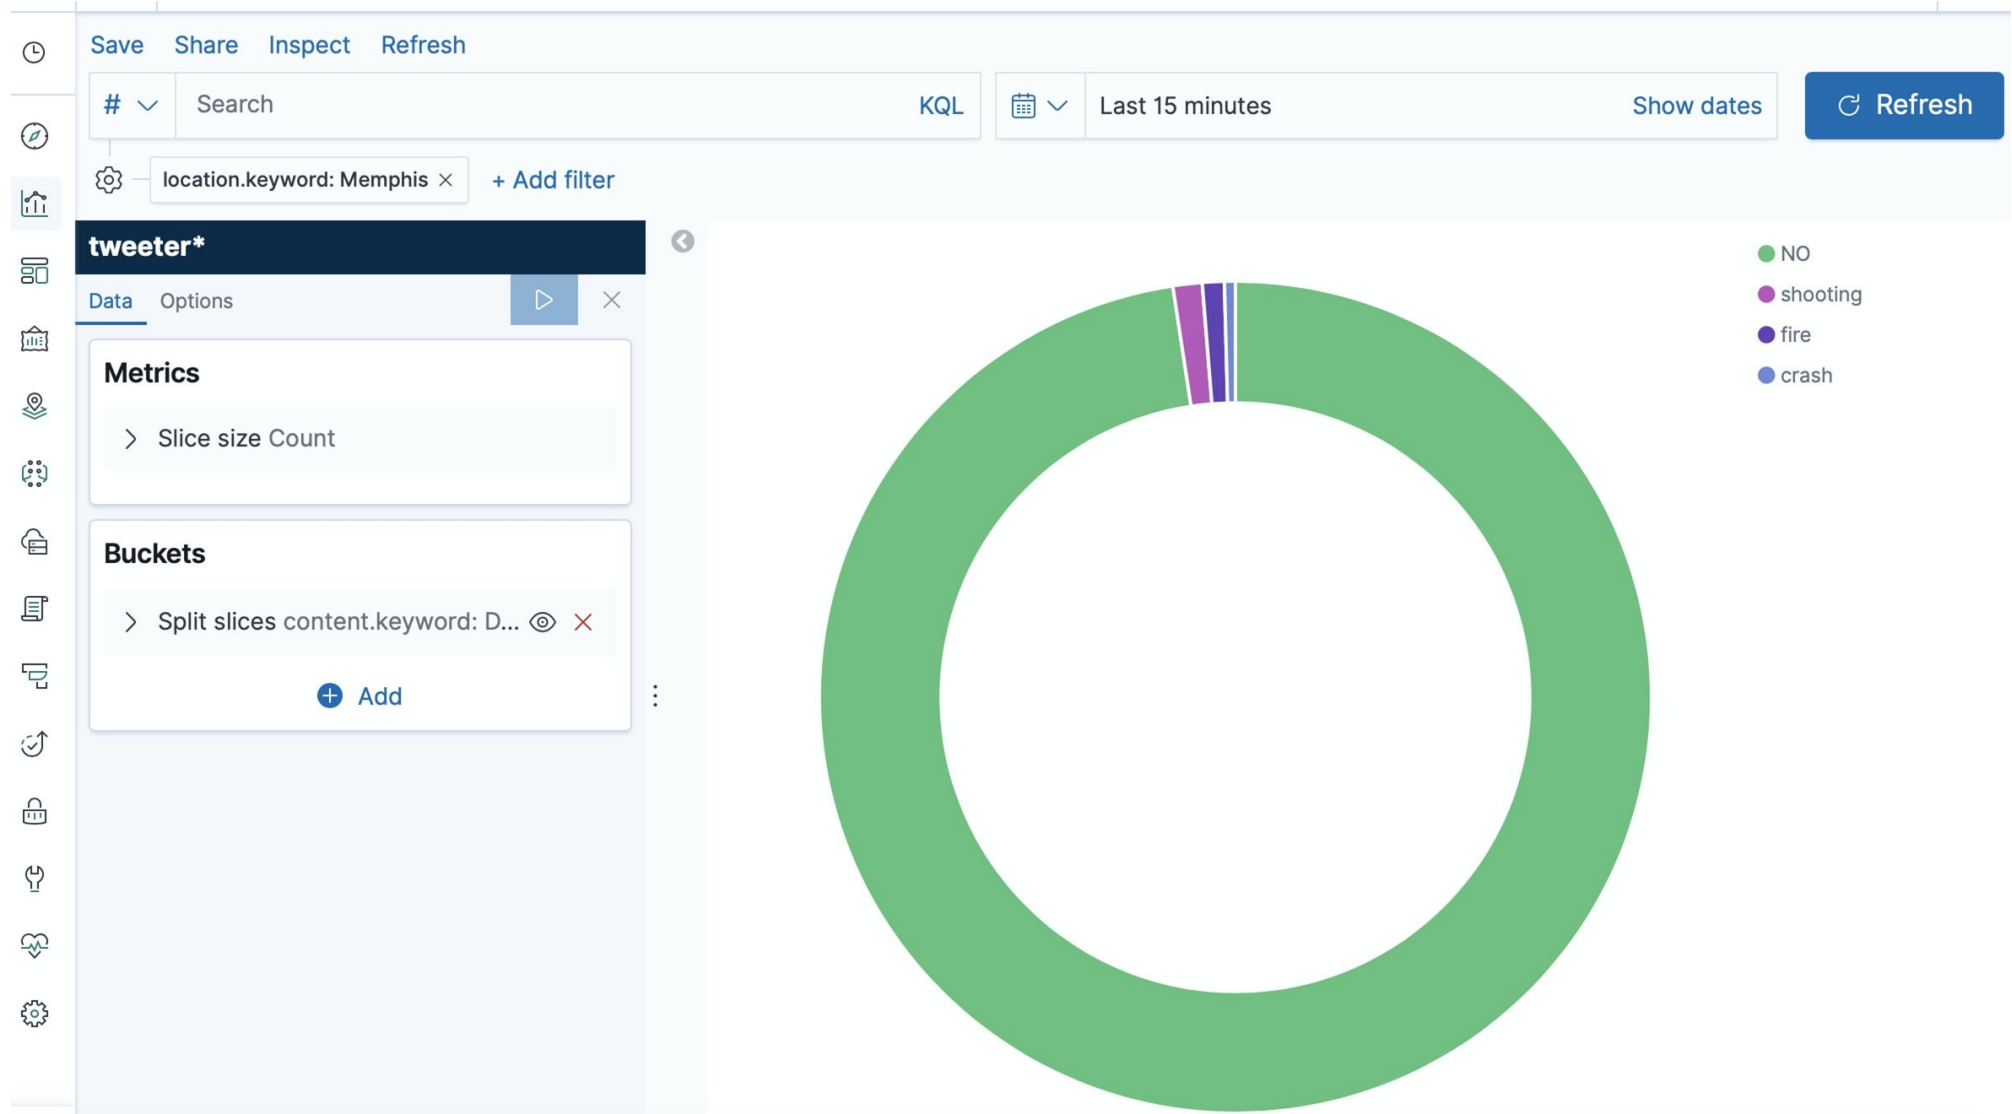 Save Share Inspect Refresh
# Search KQL Last 15 minutes Show dates Refresh
location.keyword: Memphis + Add filter
tweeter*
Data Options
Metrics
Slice size Count
Buckets
Split slices content.keyword: D...
Add
NO
shooting
fire
crash